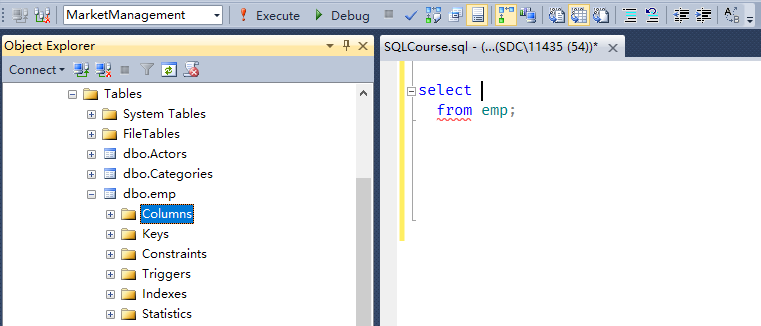 MarketManagement
Execute
Debug
Object Explorer
SQLCourse.sql - (...(SDC\11435 (54))*
Connect
Tables
System Tables
FileTables
dbo.Actors
dbo.Categories
dbo.emp
Columns
Keys
Constraints
Triggers
Indexes
Statistics
select
from emp;